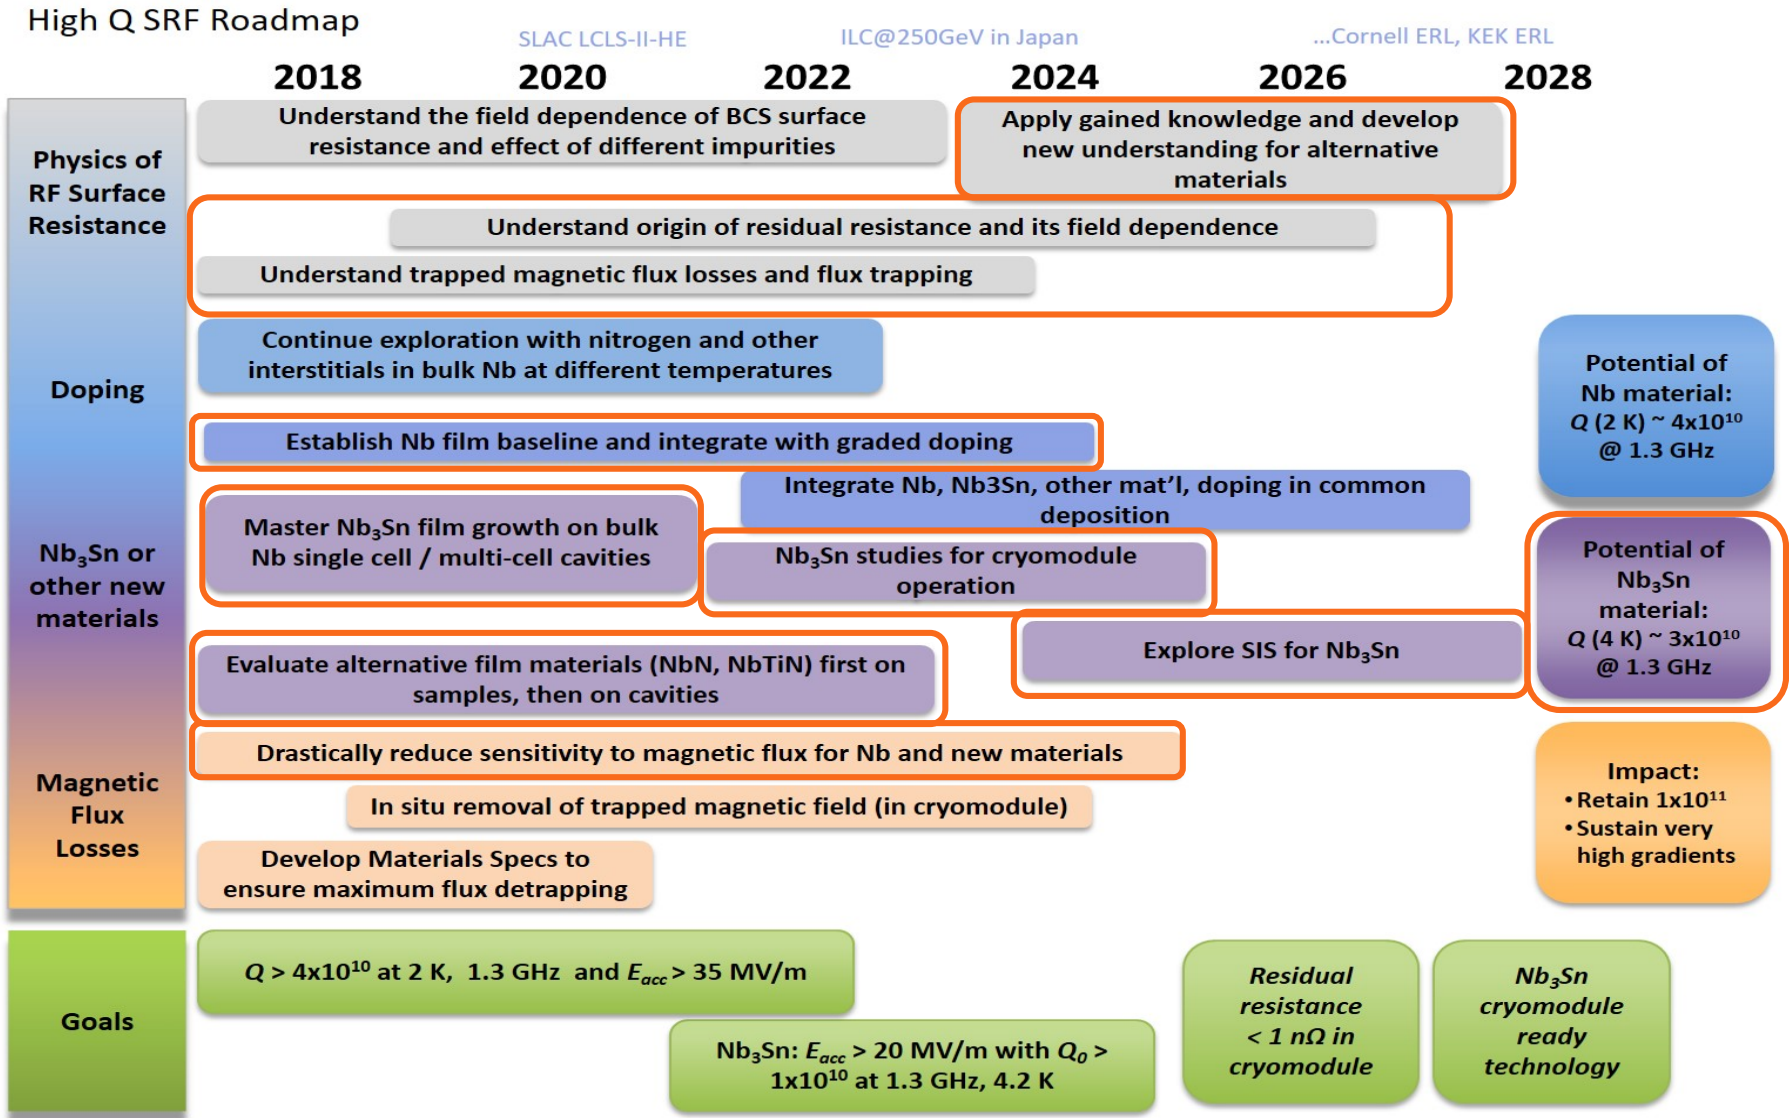 High Q SRF Roadmap
SLAC LCLS-II-HE
ILC@250GeV in Japan
...Cornell ERL, KEK ERL
2018
2020
2022
2024
2026
2028
Physics of
RF Surface
Resistance
Understand the field dependence of BCS surface
resistance and effect of different impurities
Apply gained knowledge and develop
new understanding for alternative
materials
Understand origin of residual resistance and its field dependence
Understand trapped magnetic flux losses and flux trapping
Doping
Continue exploration with nitrogen and other
interstitials in bulk Nb at different temperatures
Establish Nb film baseline and integrate with graded doping
Integrate Nb, Nb3Sn, other mat’l, doping in common
deposition
Nb₃Sn or
other new
materials
Master Nb₃Sn film growth on bulk
Nb single cell / multi-cell cavities
Nb₃Sn studies for cryomodule
operation
Explore SIS for Nb₃Sn
Evaluate alternative film materials (NbN, NbTiN) first on
samples, then on cavities
Magnetic
Flux
Losses
Drastically reduce sensitivity to magnetic flux for Nb and new materials
In situ removal of trapped magnetic field (in cryomodule)
Develop Materials Specs to
ensure maximum flux detrapping
Potential of
Nb material:
Q (2 K) ~ 4x10¹⁰
@ 1.3 GHz
Potential of
Nb₃Sn
material:
Q (4 K) ~ 3x10¹⁰
@ 1.3 GHz
Impact:
• Retain 1x10¹¹
• Sustain very
high gradients
Goals
Q > 4x10¹⁰ at 2 K, 1.3 GHz and Eacc > 35 MV/m
Nb₃Sn: Eacc > 20 MV/m with Q₀ >
1x10¹⁰ at 1.3 GHz, 4.2 K
Residual
resistance
< 1 nΩ in
cryomodule
Nb₃Sn
cryomodule
ready
technology